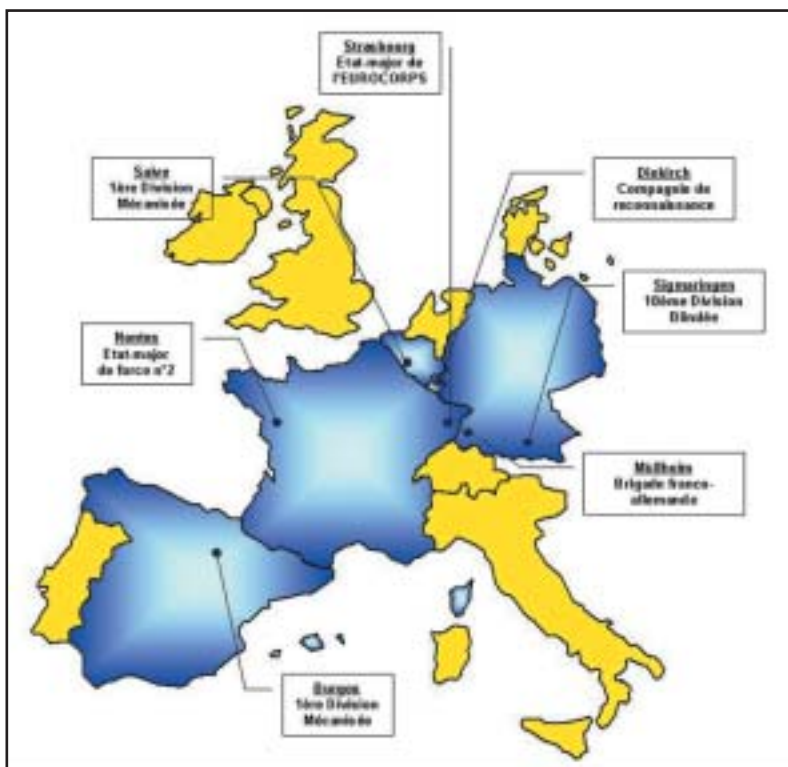 Strasbourg
Etat-major de
l'EUROCORPS
Saive
1ère Division
Mécanisée
Diekirch
Compagnie de
reconnaissance
Sigmaringen
10ème Division
Blindée
Nantes
Etat-major
de force n°2
Müllheim
Brigade franco-
allemande
Burgos
1ère Division
Mécanisée